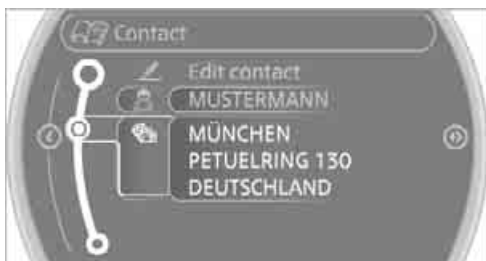 Contact
Edit contact
MUSTERMANN
MÜNCHEN
PETUELRING 130
DEUTSCHLAND